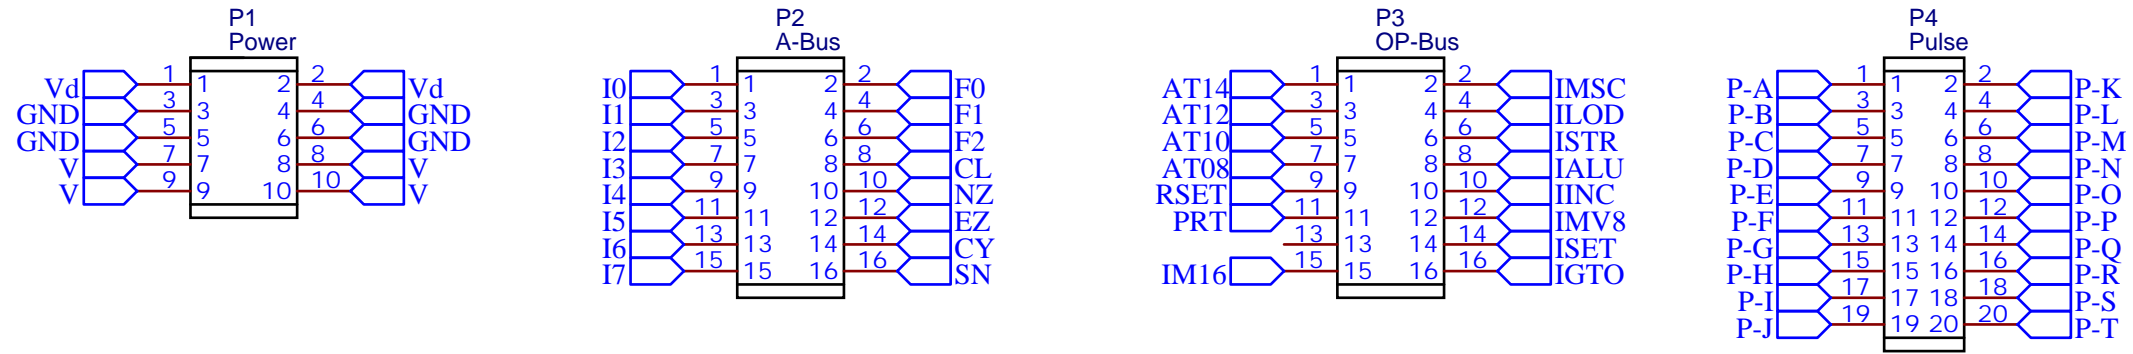 P1
Power
Vd 1 1 2 2 Vd
GND 3 3 4 4 GND
GND 5 5 6 6 GND
V 7 7 8 8 V
V 9 9 10 10 V
P2
A-Bus
I0 1 1 2 2 F0
I1 3 3 4 4 F1
I2 5 5 6 6 F2
I3 7 7 8 8 CL
I4 9 9 10 10 NZ
I5 11 11 12 12 EZ
I6 13 13 14 14 CY
I7 15 15 16 16 SN
P3
OP-Bus
AT14 1 1 2 2 IMSC
AT12 3 3 4 4 ILOD
AT10 5 5 6 6 ISTR
AT08 7 7 8 8 IALU
RSET 9 9 10 10 IINC
PRT 11 11 12 12 IMV8
13 13 14 14 ISET
IM16 15 15 16 16 IGTO
P4
Pulse
P-A 1 1 2 2 P-K
P-B 3 3 4 4 P-L
P-C 5 5 6 6 P-M
P-D 7 7 8 8 P-N
P-E 9 9 10 10 P-O
P-F 11 11 12 12 P-P
P-G 13 13 14 14 P-Q
P-H 15 15 16 16 P-R
P-I 17 17 18 18 P-S
P-J 19 19 20 20 P-T